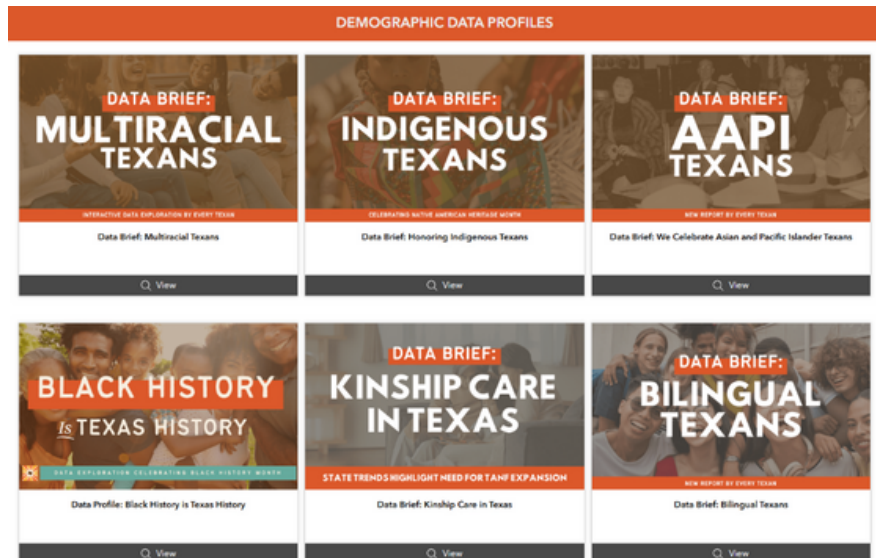 DEMOGRAPHIC DATA PROFILES
DATA BRIEF:
MULTIRACIAL
TEXANS
INTERACTIVE DATA EXPLORATION BY EVERY TEXAN
Data Brief: Multiracial Texans
View
DATA BRIEF:
INDIGENOUS
TEXANS
CELEBRATING NATIVE AMERICAN HERITAGE MONTH
Data Brief: Honoring Indigenous Texans
View
DATA BRIEF:
AAPI
TEXANS
NEW REPORT BY EVERY TEXAN
Data Brief: We Celebrate Asian and Pacific Islander Texans
View
BLACK HISTORY
Is TEXAS HISTORY
DATA EXPLORATION CELEBRATING BLACK HISTORY MONTH
Data Profile: Black History is Texas History
View
DATA BRIEF:
KINSHIP CARE
IN TEXAS
STATE TRENDS HIGHLIGHT NEED FOR TANF EXPANSION
Data Brief: Kinship Care in Texas
View
DATA BRIEF:
BILINGUAL
TEXANS
NEW REPORT BY EVERY TEXAN
Data Brief: Bilingual Texans
View